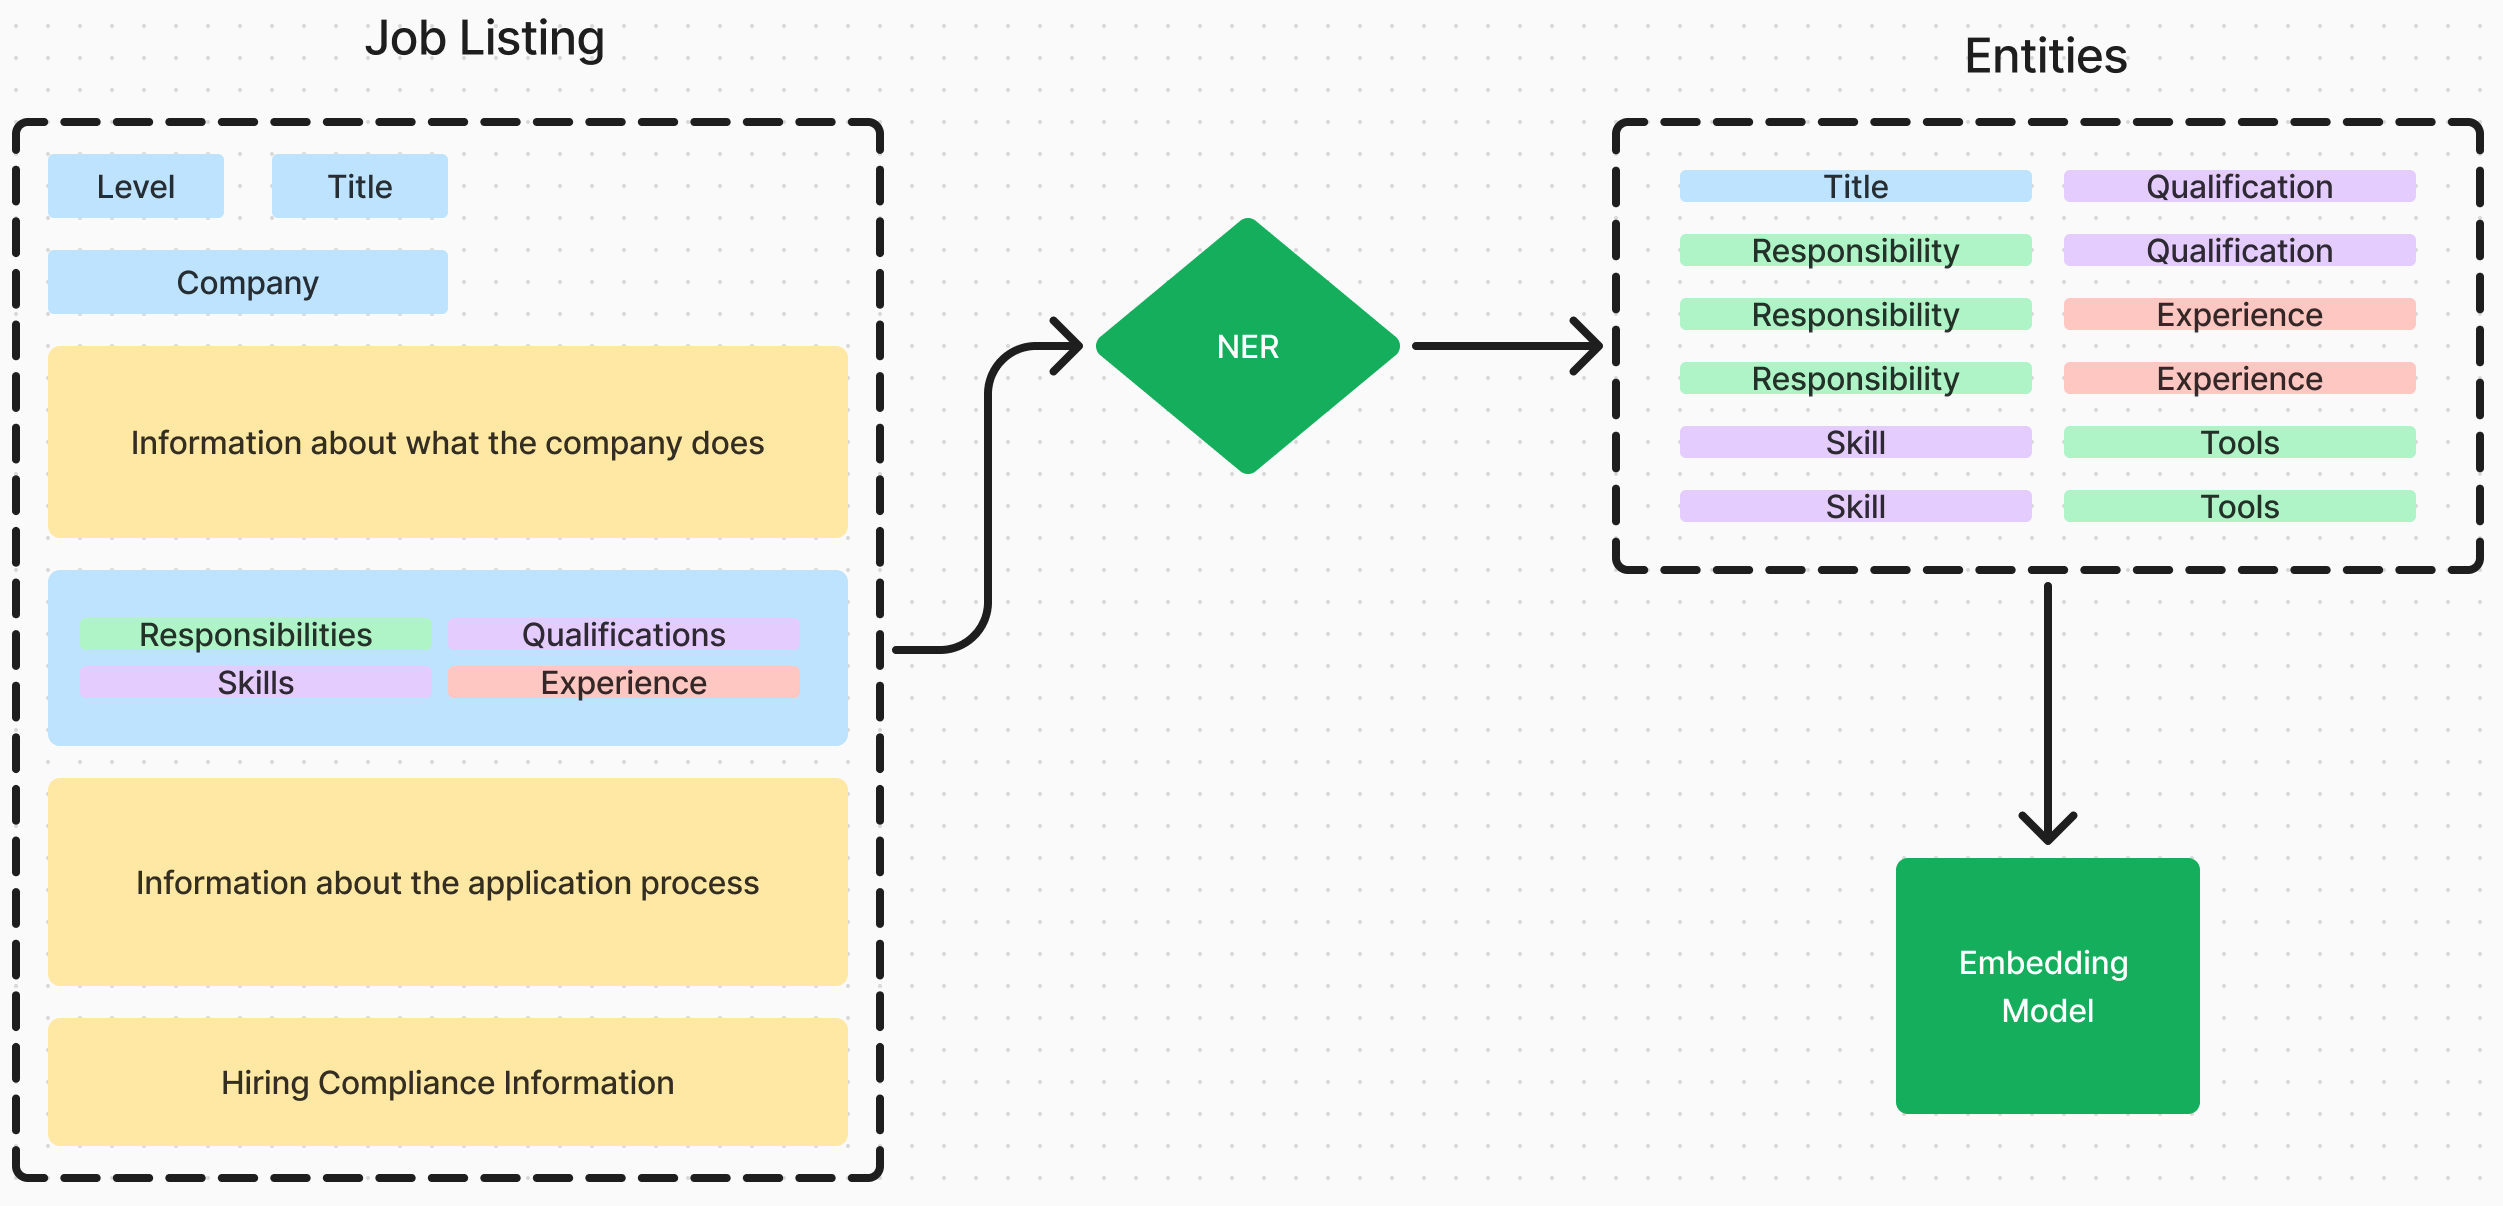 Job Listing
Level
Title
Company
Information about what the company does
Responsibilities
Qualifications
Skills
Experience
Information about the application process
Hiring Compliance Information
NER
Entities
Title
Qualification
Responsibility
Qualification
Responsibility
Experience
Responsibility
Experience
Skill
Tools
Skill
Tools
Embedding
Model